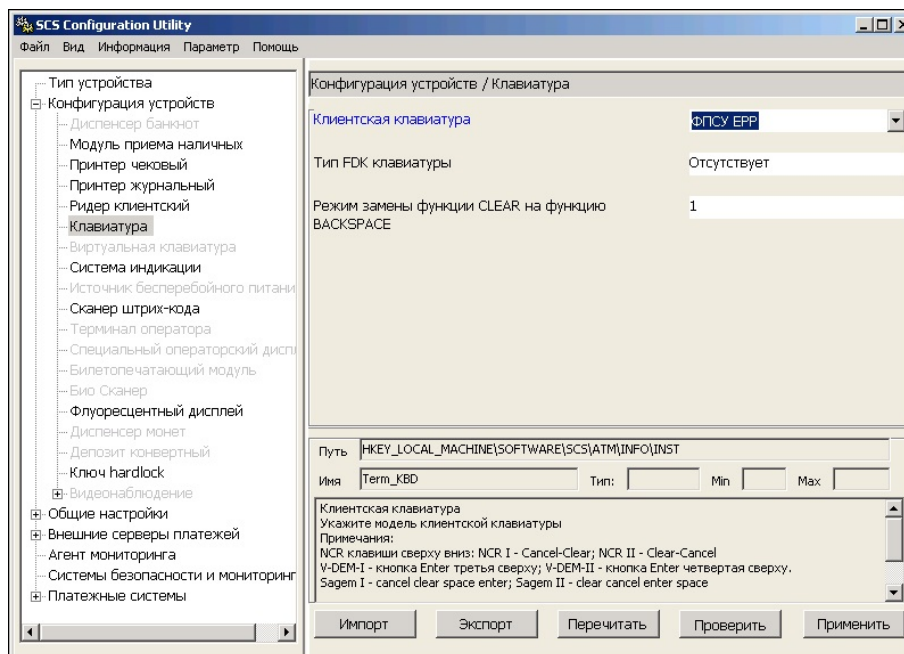 SCS Configuration Utility
Файл Вид Информация Параметр Помощь
Тип устройства
Конфигурация устройств
Диспенсер банкнот
Модуль приема наличных
Принтер чековый
Принтер журнальный
Ридер клиентский
Клавиатура
Виртуальная клавиатура
Система индикации
Источник бесперебойного питани
Сканер штрих-кода
Терминал оператора
Специальный операторский диспл
Билетопечатающий модуль
Био Сканер
Флуоресцентный дисплей
Диспенсер монет
Депозит конвертный
Ключ hardlock
Видеонаблюдение
Общие настройки
Внешние серверы платежей
Агент мониторинга
Системы безопасности и мониторинг
Платежные системы
Конфигурация устройств / Клавиатура
Клиентская клавиатура ФПСУ EPP
Тип FDK клавиатуры Отсутствует
Режим замены функции CLEAR на функцию 1
BACKSPACE
Путь HKEY_LOCAL_MACHINE\SOFTWARE\SCS\ATM\INFO\INST
Имя Term_KBD Тип: Min Max
Клиентская клавиатура
Укажите модель клиентской клавиатуры
Примечания:
NCR клавиши сверху вниз: NCR I - Cancel-Clear; NCR II - Clear-Cancel
V-DEM-I - кнопка Enter третья сверху; V-DEM-II - кнопка Enter четвертая сверху.
Sagem I - cancel clear space enter; Sagem II - clear cancel enter space
Импорт Экспорт Перечитать Проверить Применить